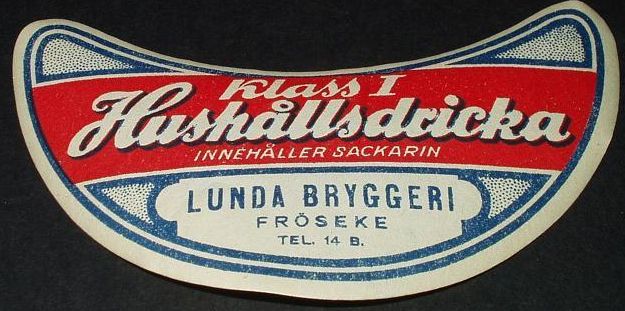 Klass I
Hushållsdricka
INNEHÅLLER SACKARIN
LUNDA BRYGGERI
FRÖSEKE
TEL. 14 B.